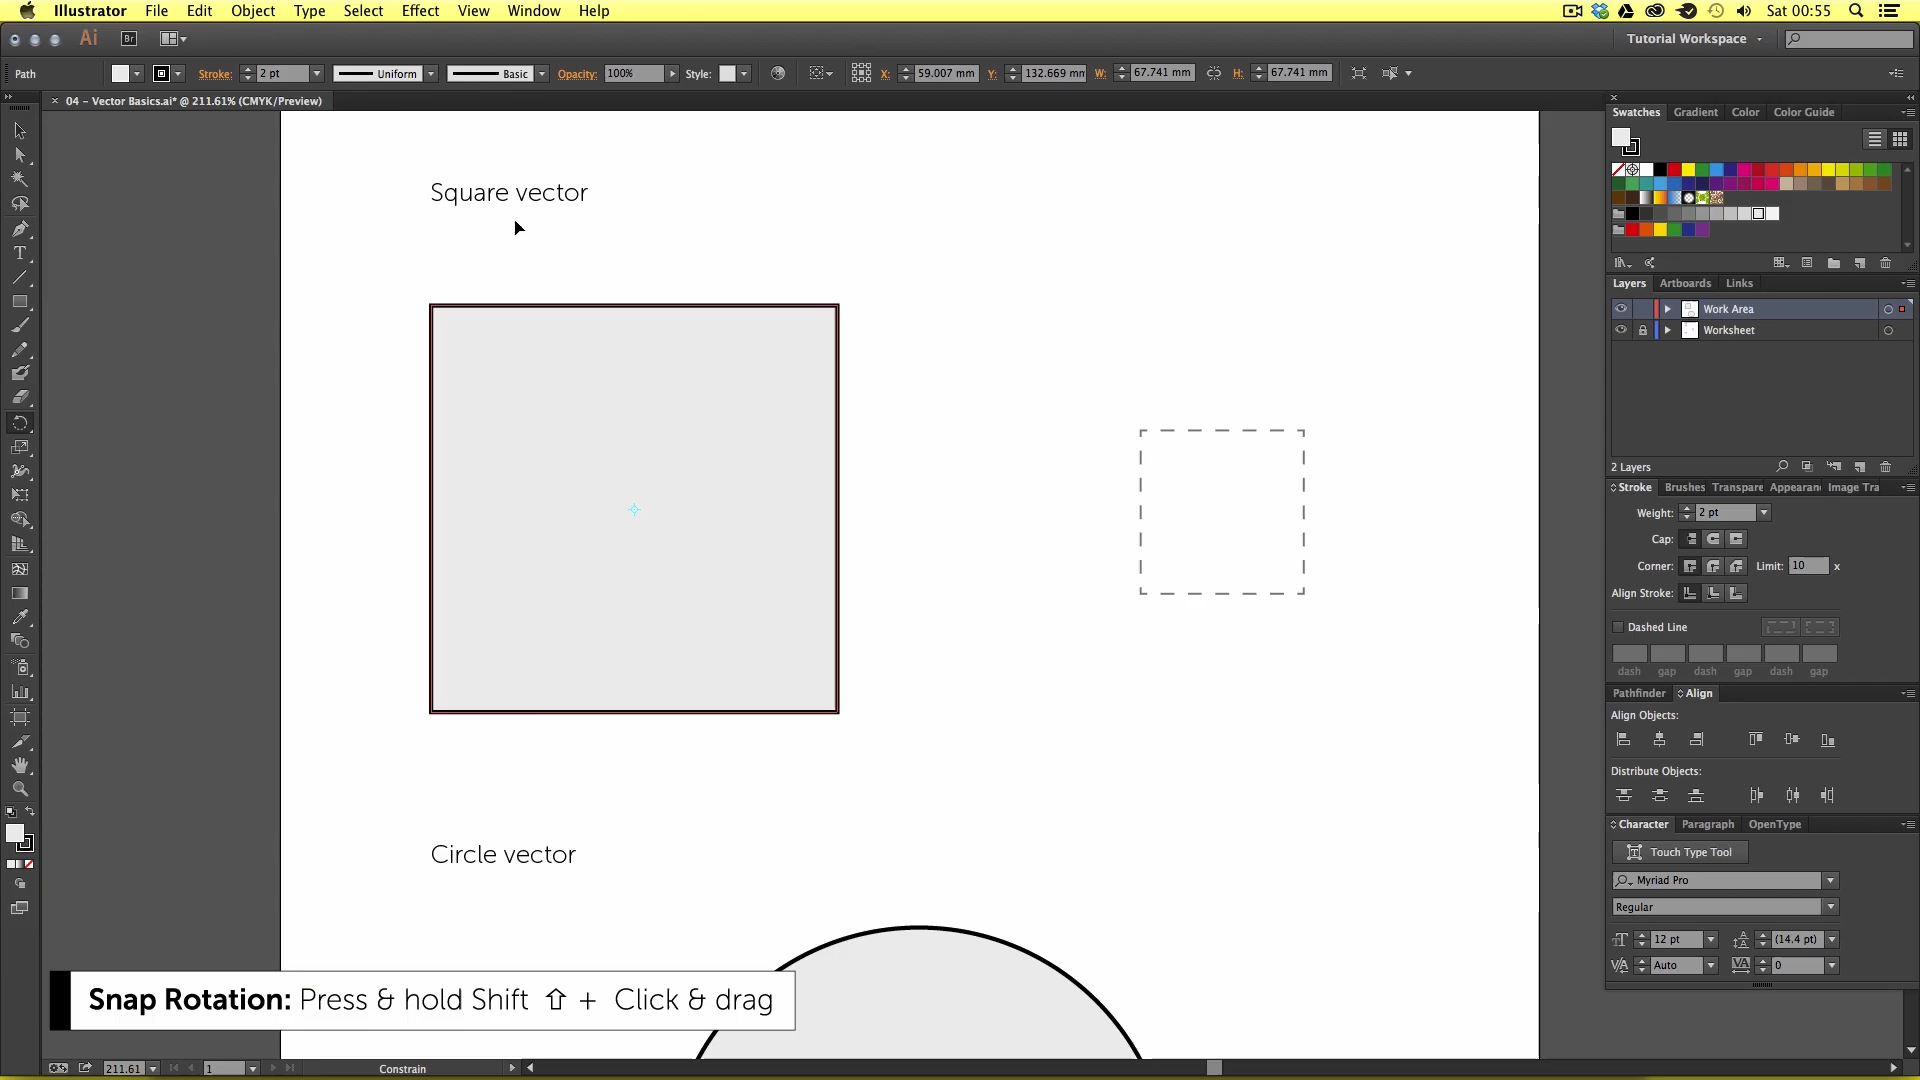 Illustrator File Edit Object Type Select Effect View Window Help Sat 00:55
Ai Br Tutorial Workspace
Path Stroke: 2 pt Uniform Basic Opacity: 100% Style: X: 59.007 mm Y: 132.669 mm W: 67.741 mm H: 67.741 mm
× 04 – Vector Basics.ai* @ 211.61% (CMYK/Preview)
Swatches Gradient Color Color Guide
Square vector
Layers Artboards Links
Work Area
Worksheet
2 Layers
Stroke Brushes Transpare Appearan Image Tra
Weight: 2 pt
Cap:
Corner: Limit: 10 x
Align Stroke:
Dashed Line
dash gap dash gap dash gap
Pathfinder Align
Align Objects:
Distribute Objects:
Character Paragraph OpenType
Touch Type Tool
Circle vector
Myriad Pro
Regular
12 pt (14.4 pt)
Auto 0
Snap Rotation: Press & hold Shift ⇧ + Click & drag
211.61 1 Constrain